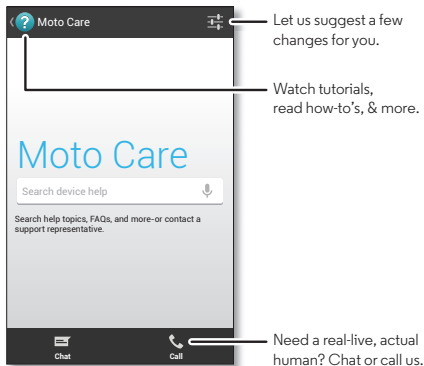 Moto Care
Let us suggest a few
changes for you.
Watch tutorials,
read how-to's, & more.
Moto Care
Search device help
Search help topics, FAQs, and more-or contact a
support representative.
Chat
Call
Need a real-live, actual
human? Chat or call us.